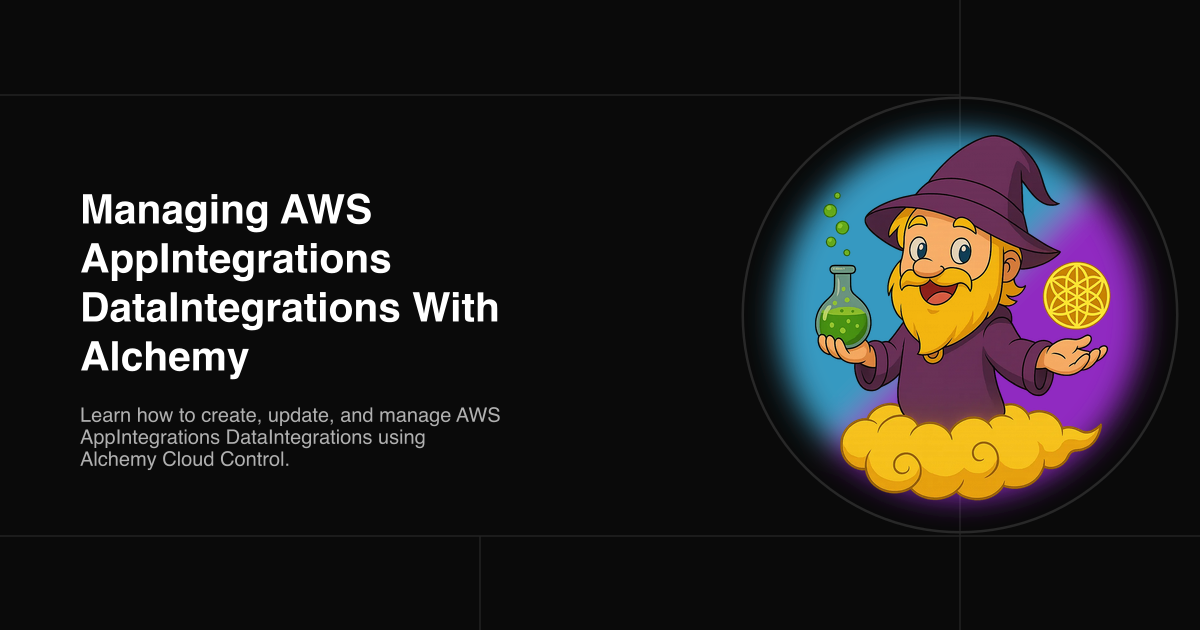 Managing AWS
AppIntegrations
DataIntegrations With
Alchemy
Learn how to create, update, and manage AWS
AppIntegrations DataIntegrations using
Alchemy Cloud Control.